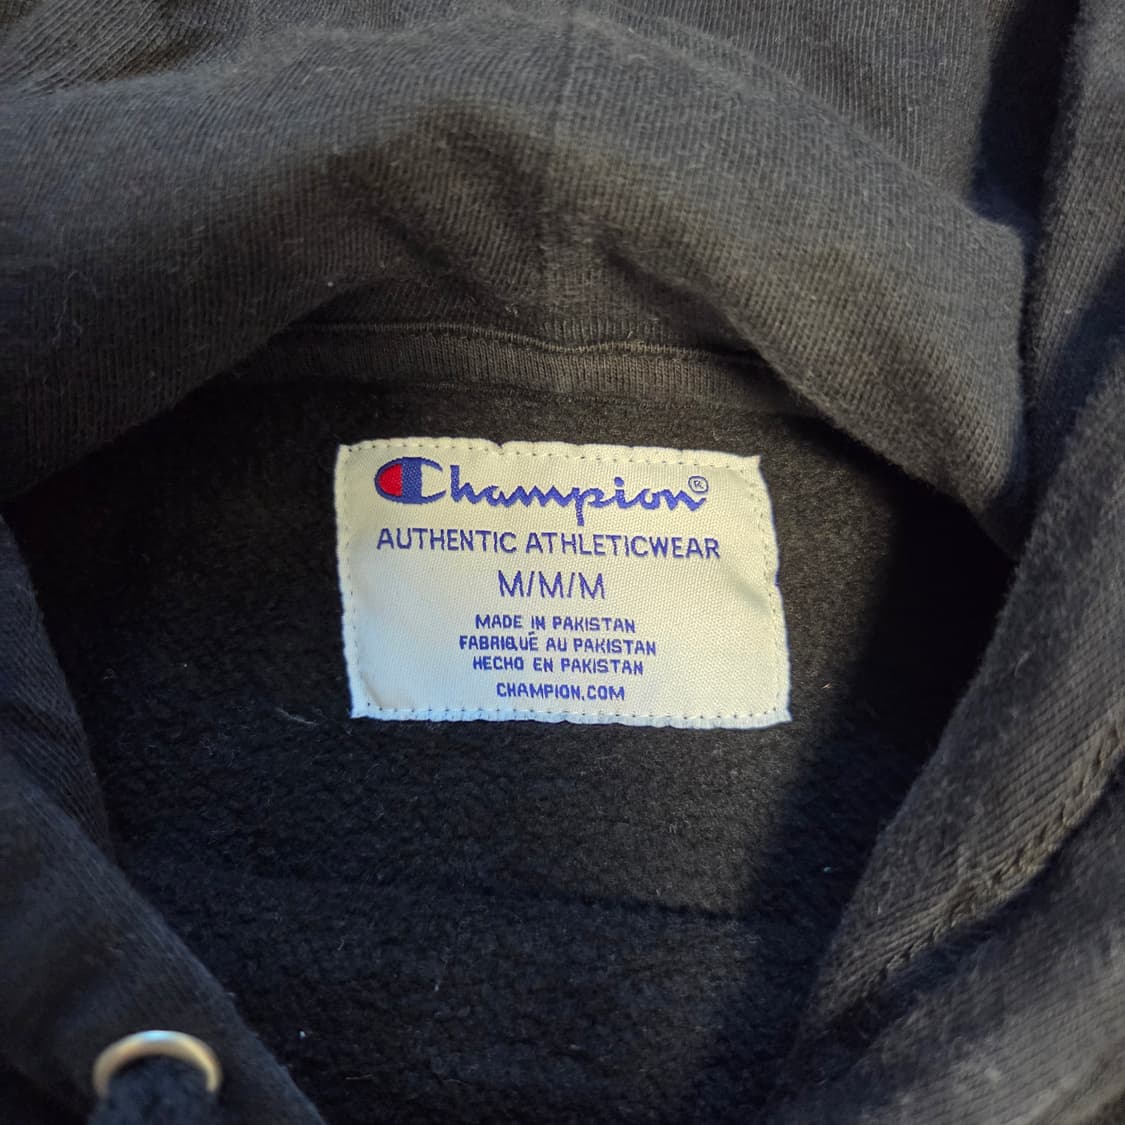 Champion®
AUTHENTIC ATHLETICWEAR
M/M/M
MADE IN PAKISTAN
FABRIQUÉ AU PAKISTAN
HECHO EN PAKISTAN
CHAMPION.COM